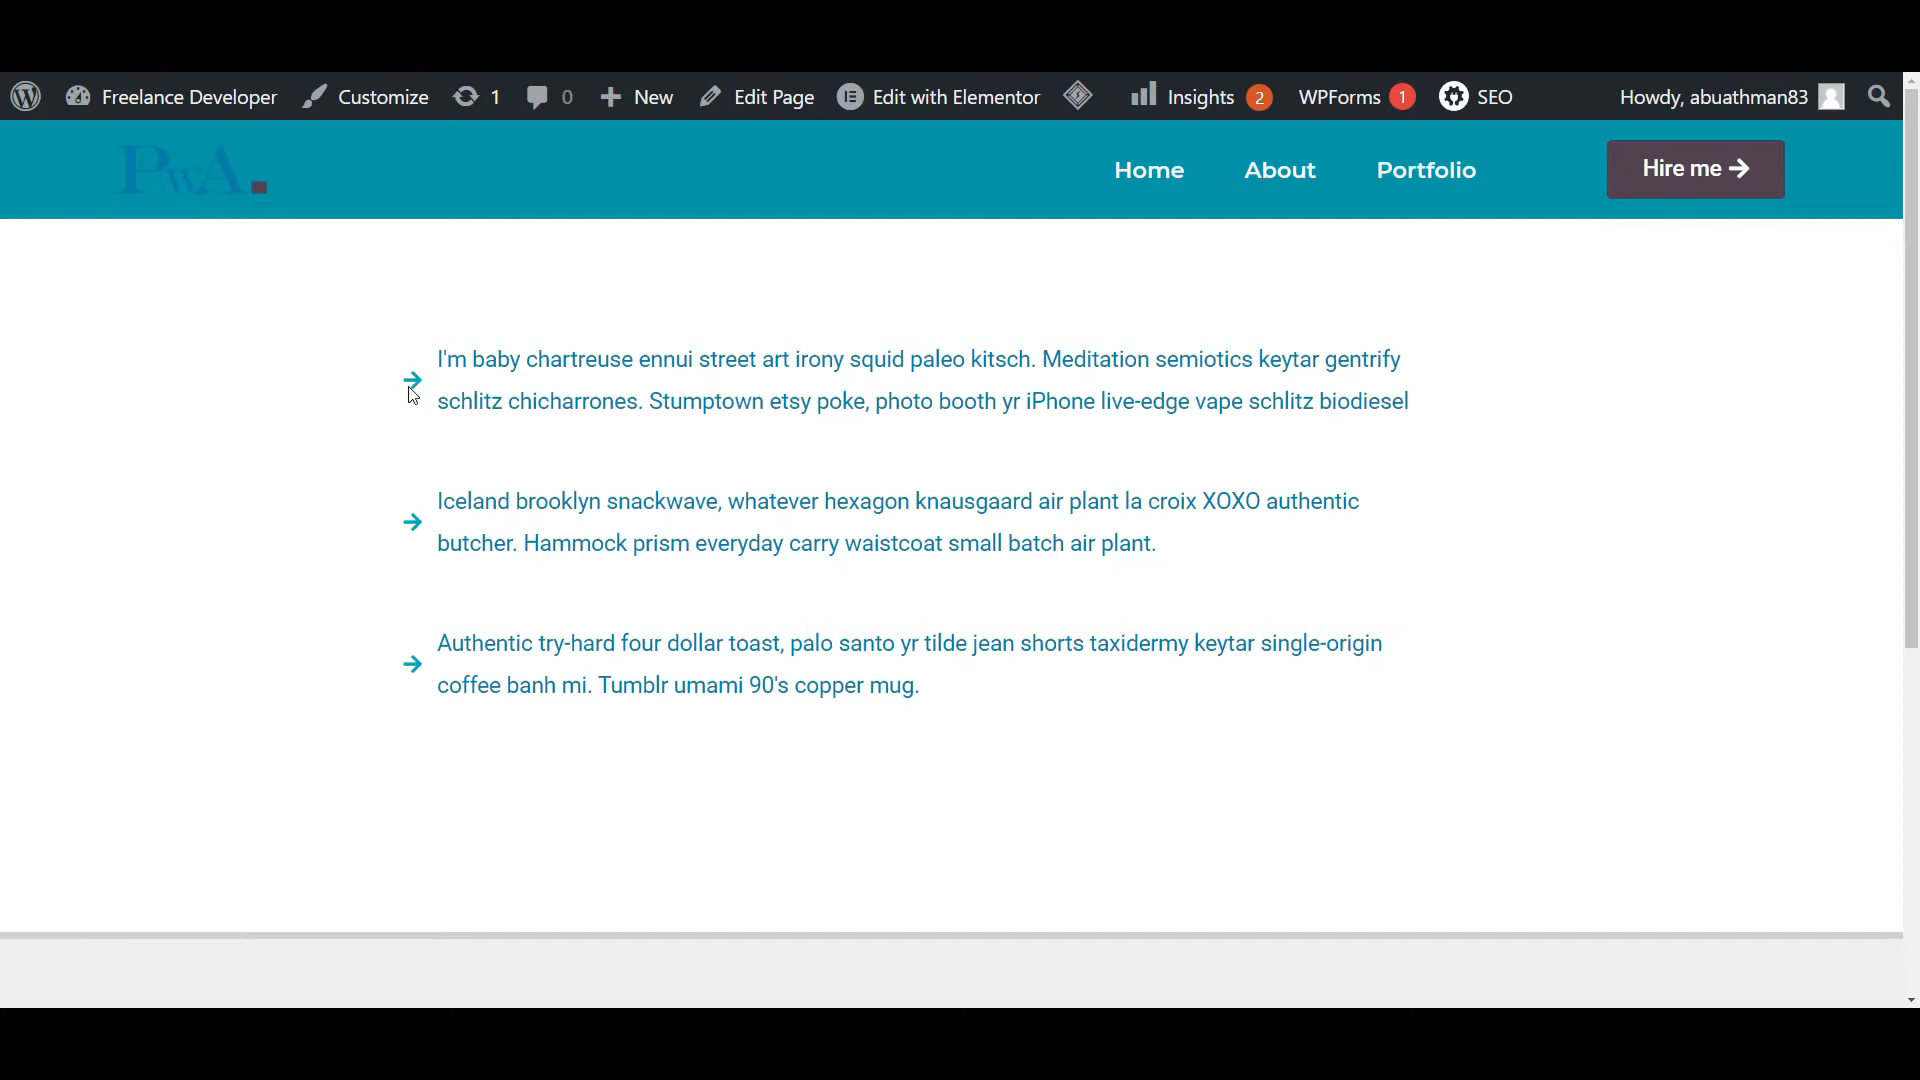 Freelance Developer Customize 1 0 New Edit Page Edit with Elementor Insights 2 WPForms 1 SEO Howdy, abuathman83
PwA. Home About Portfolio Hire me →
→ I'm baby chartreuse ennui street art irony squid paleo kitsch. Meditation semiotics keytar gentrify
schlitz chicharrones. Stumptown etsy poke, photo booth yr iPhone live-edge vape schlitz biodiesel
→ Iceland brooklyn snackwave, whatever hexagon knausgaard air plant la croix XOXO authentic
butcher. Hammock prism everyday carry waistcoat small batch air plant.
→ Authentic try-hard four dollar toast, palo santo yr tilde jean shorts taxidermy keytar single-origin
coffee banh mi. Tumblr umami 90's copper mug.